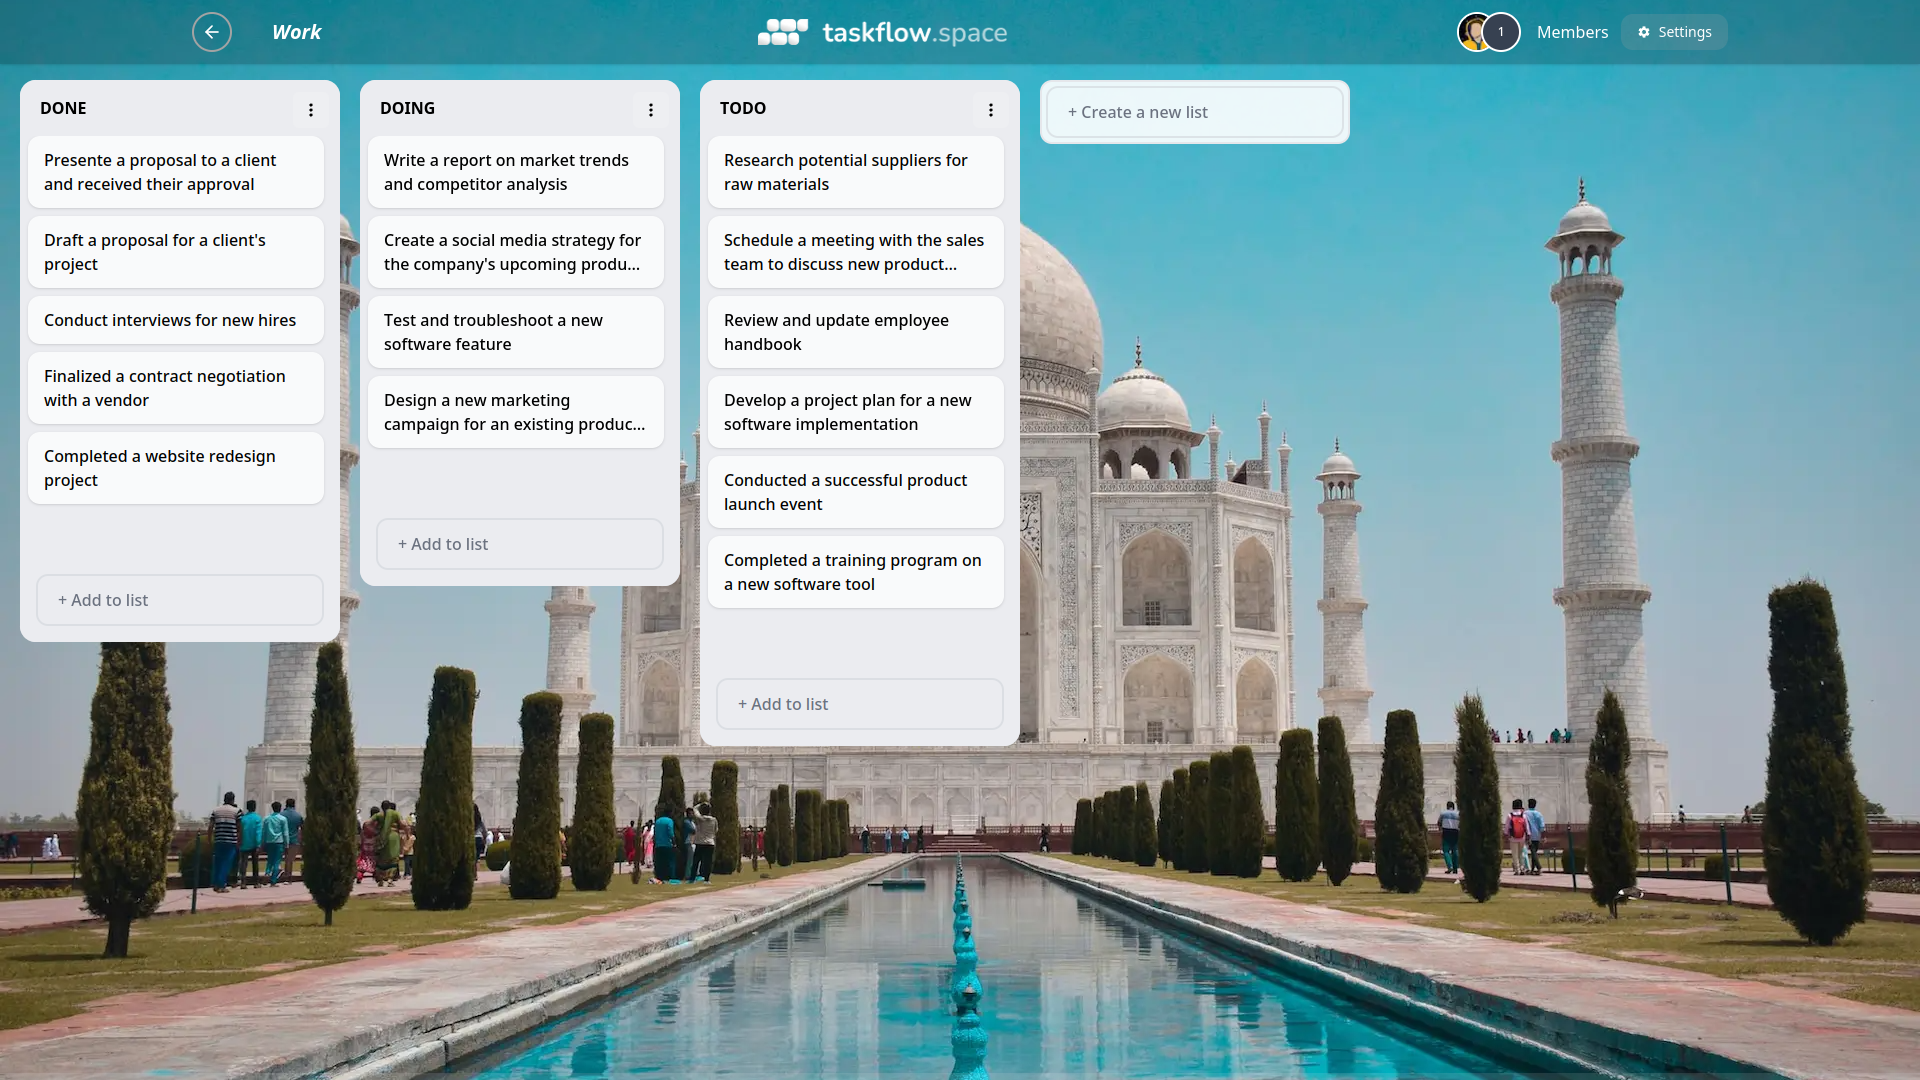 Work
taskflow.space
1
Members
Settings
DONE
Presente a proposal to a client
and received their approval
Draft a proposal for a client's
project
Conduct interviews for new hires
Finalized a contract negotiation
with a vendor
Completed a website redesign
project
+ Add to list
DOING
Write a report on market trends
and competitor analysis
Create a social media strategy for
the company's upcoming produ...
Test and troubleshoot a new
software feature
Design a new marketing
campaign for an existing produc...
+ Add to list
TODO
Research potential suppliers for
raw materials
Schedule a meeting with the sales
team to discuss new product...
Review and update employee
handbook
Develop a project plan for a new
software implementation
Conducted a successful product
launch event
Completed a training program on
a new software tool
+ Add to list
+ Create a new list